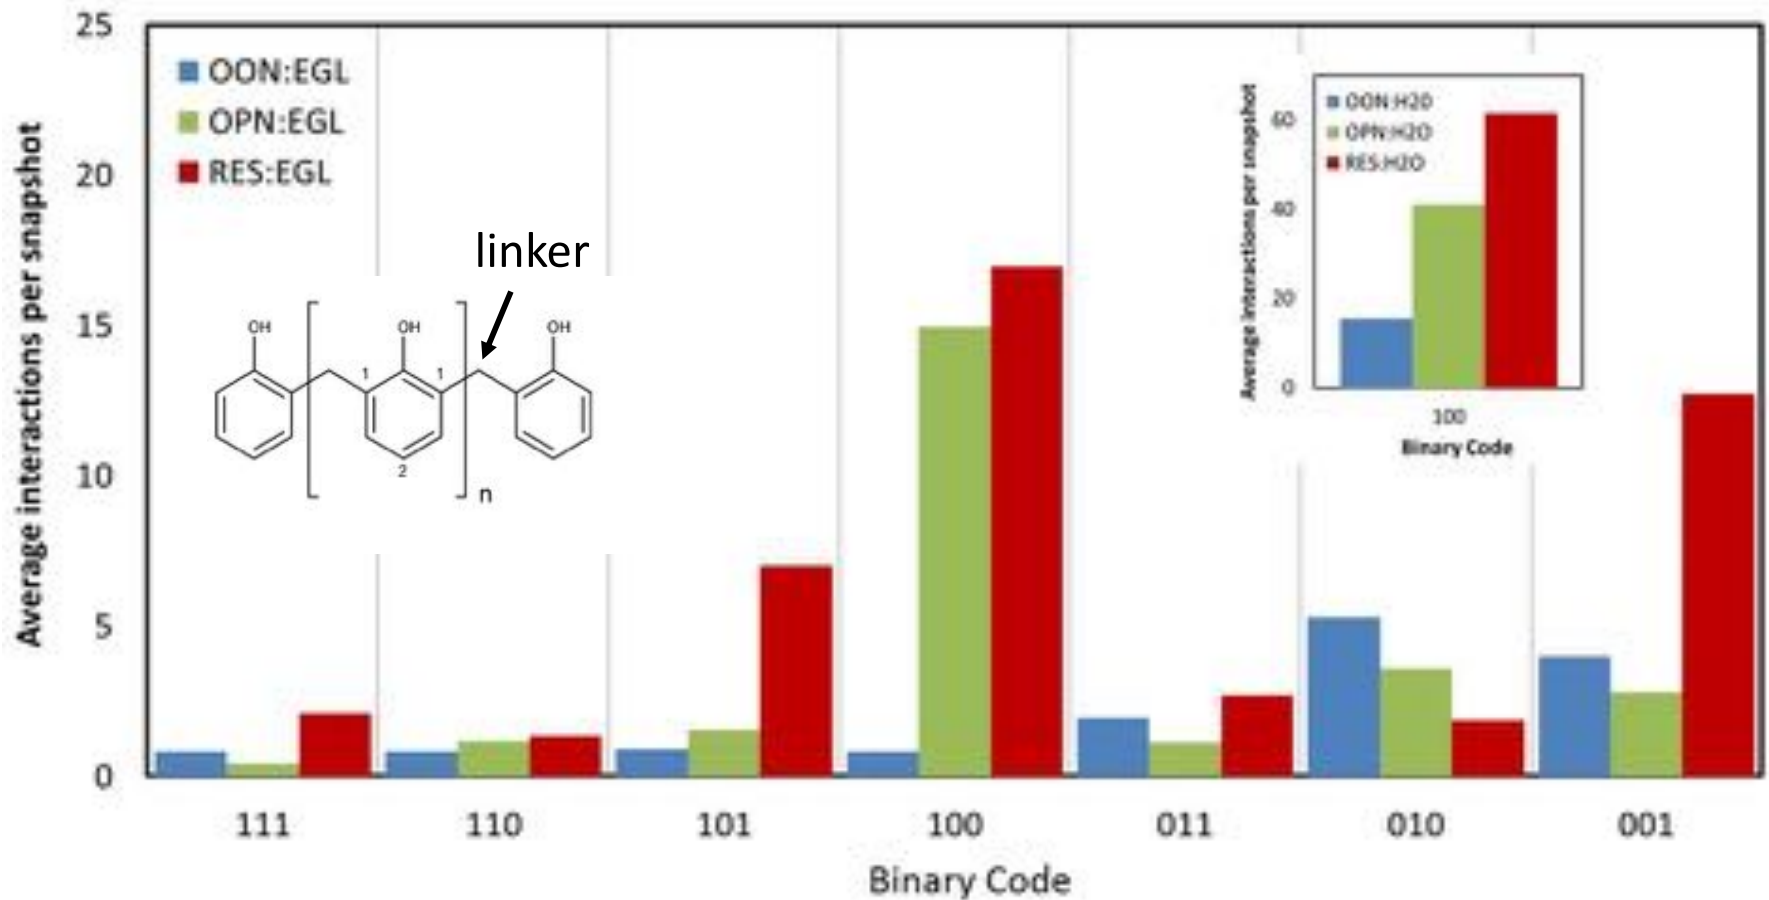 25
20
15
10
5
0
Average interactions per snapshot
OON:EGL
OPN:EGL
RES:EGL
linker
OH
OH
OH
1
1
2
n
60
40
20
0
Average interactions per snapshot
OON:H2O
OPN:H2O
RES:H2O
100
Binary Code
111
110
101
100
011
010
001
Binary Code